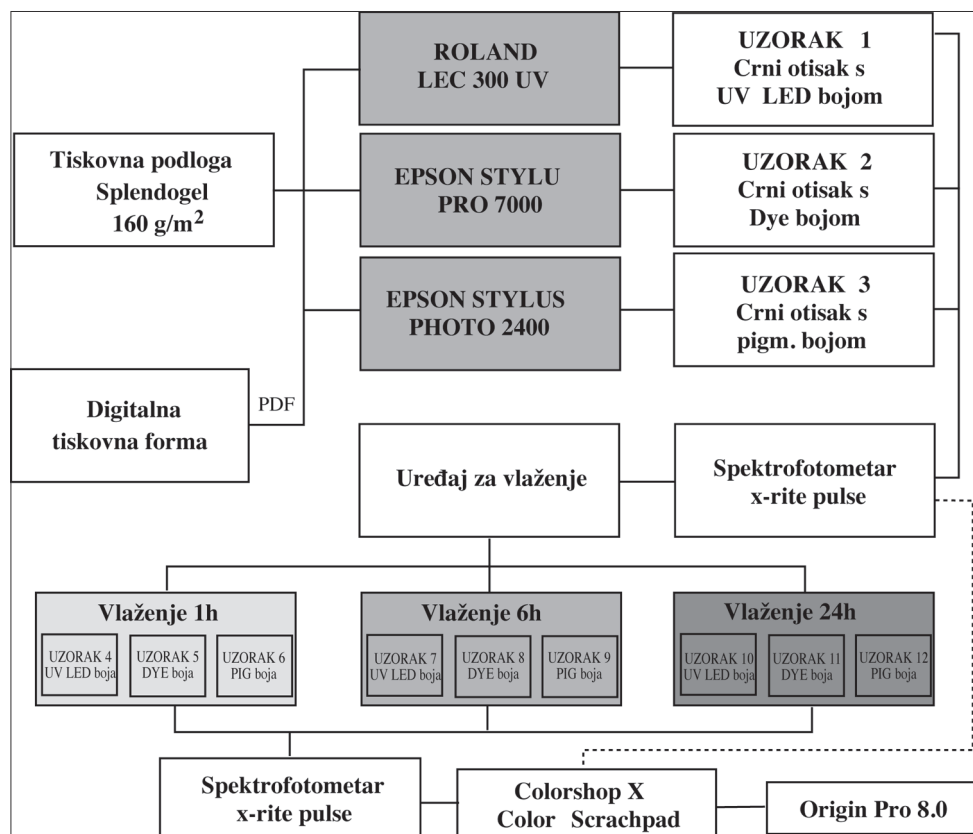 ROLAND
LEC 300 UV
UZORAK 1
Crni otisak s
UV LED bojom
Tiskovna podloga
Splendogel
160 g/m²
EPSON STYLU
PRO 7000
UZORAK 2
Crni otisak s
Dye bojom
EPSON STYLUS
PHOTO 2400
UZORAK 3
Crni otisak s
pigm. bojom
Digitalna
tiskovna forma
PDF
Uređaj za vlaženje
Spektrofotometar
x-rite pulse
Vlaženje 1h
UZORAK 4
UV LED boja
UZORAK 5
DYE boja
UZORAK 6
PIG boja
Vlaženje 6h
UZORAK 7
UV LED boja
UZORAK 8
DYE boja
UZORAK 9
PIG boja
Vlaženje 24h
UZORAK 10
UV LED boja
UZORAK 11
DYE boja
UZORAK 12
PIG boja
Spektrofotometar
x-rite pulse
Colorshop X
Color Scrachpad
Origin Pro 8.0